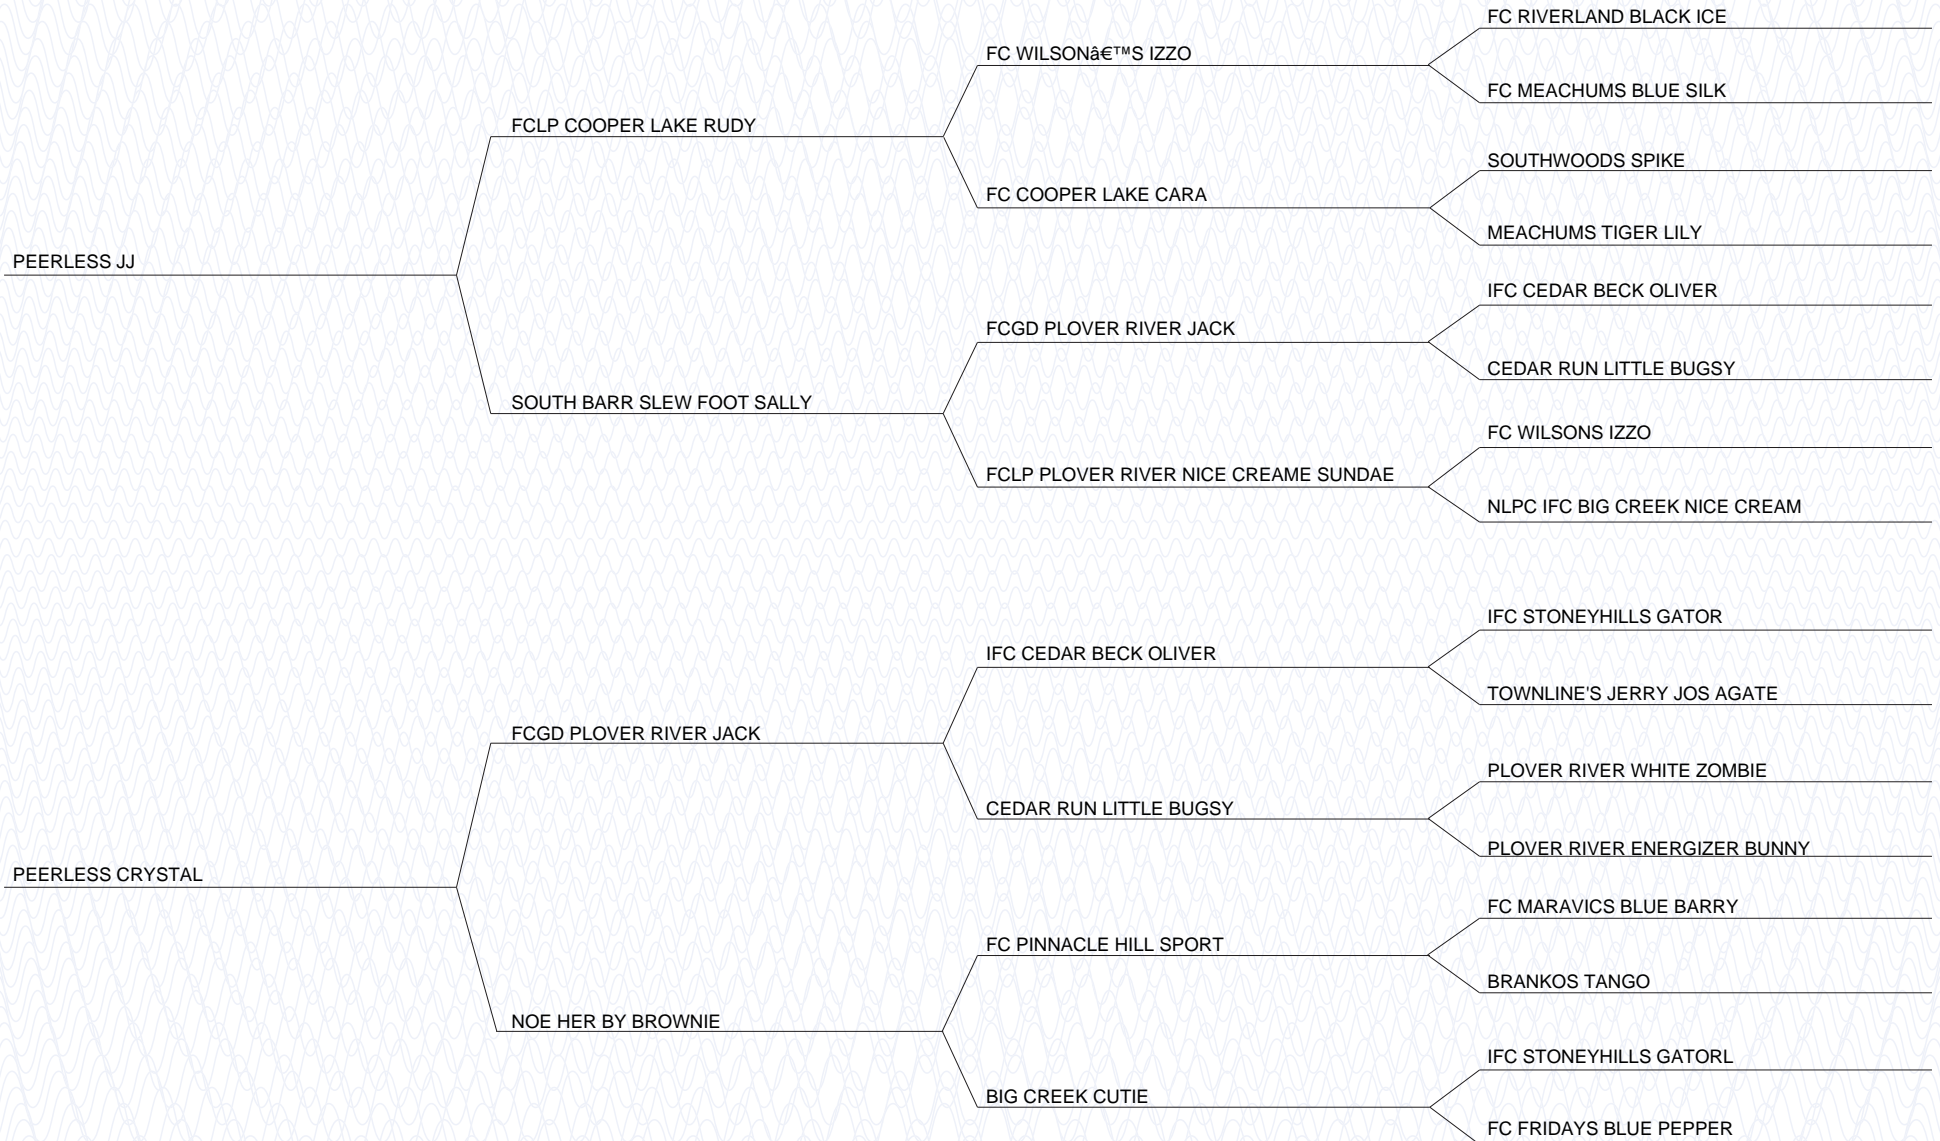 FC RIVERLAND BLACK ICE
FC WILSONâ€™S IZZO
FC MEACHUMS BLUE SILK
FCLP COOPER LAKE RUDY
SOUTHWOODS SPIKE
FC COOPER LAKE CARA
MEACHUMS TIGER LILY
PEERLESS JJ
IFC CEDAR BECK OLIVER
FCGD PLOVER RIVER JACK
CEDAR RUN LITTLE BUGSY
SOUTH BARR SLEW FOOT SALLY
FC WILSONS IZZO
FCLP PLOVER RIVER NICE CREAME SUNDAE
NLPC IFC BIG CREEK NICE CREAM
IFC STONEYHILLS GATOR
IFC CEDAR BECK OLIVER
TOWNLINE'S JERRY JOS AGATE
FCGD PLOVER RIVER JACK
PLOVER RIVER WHITE ZOMBIE
CEDAR RUN LITTLE BUGSY
PLOVER RIVER ENERGIZER BUNNY
PEERLESS CRYSTAL
FC MARAVICS BLUE BARRY
FC PINNACLE HILL SPORT
BRANKOS TANGO
NOE HER BY BROWNIE
IFC STONEYHILLS GATORL
BIG CREEK CUTIE
FC FRIDAYS BLUE PEPPER